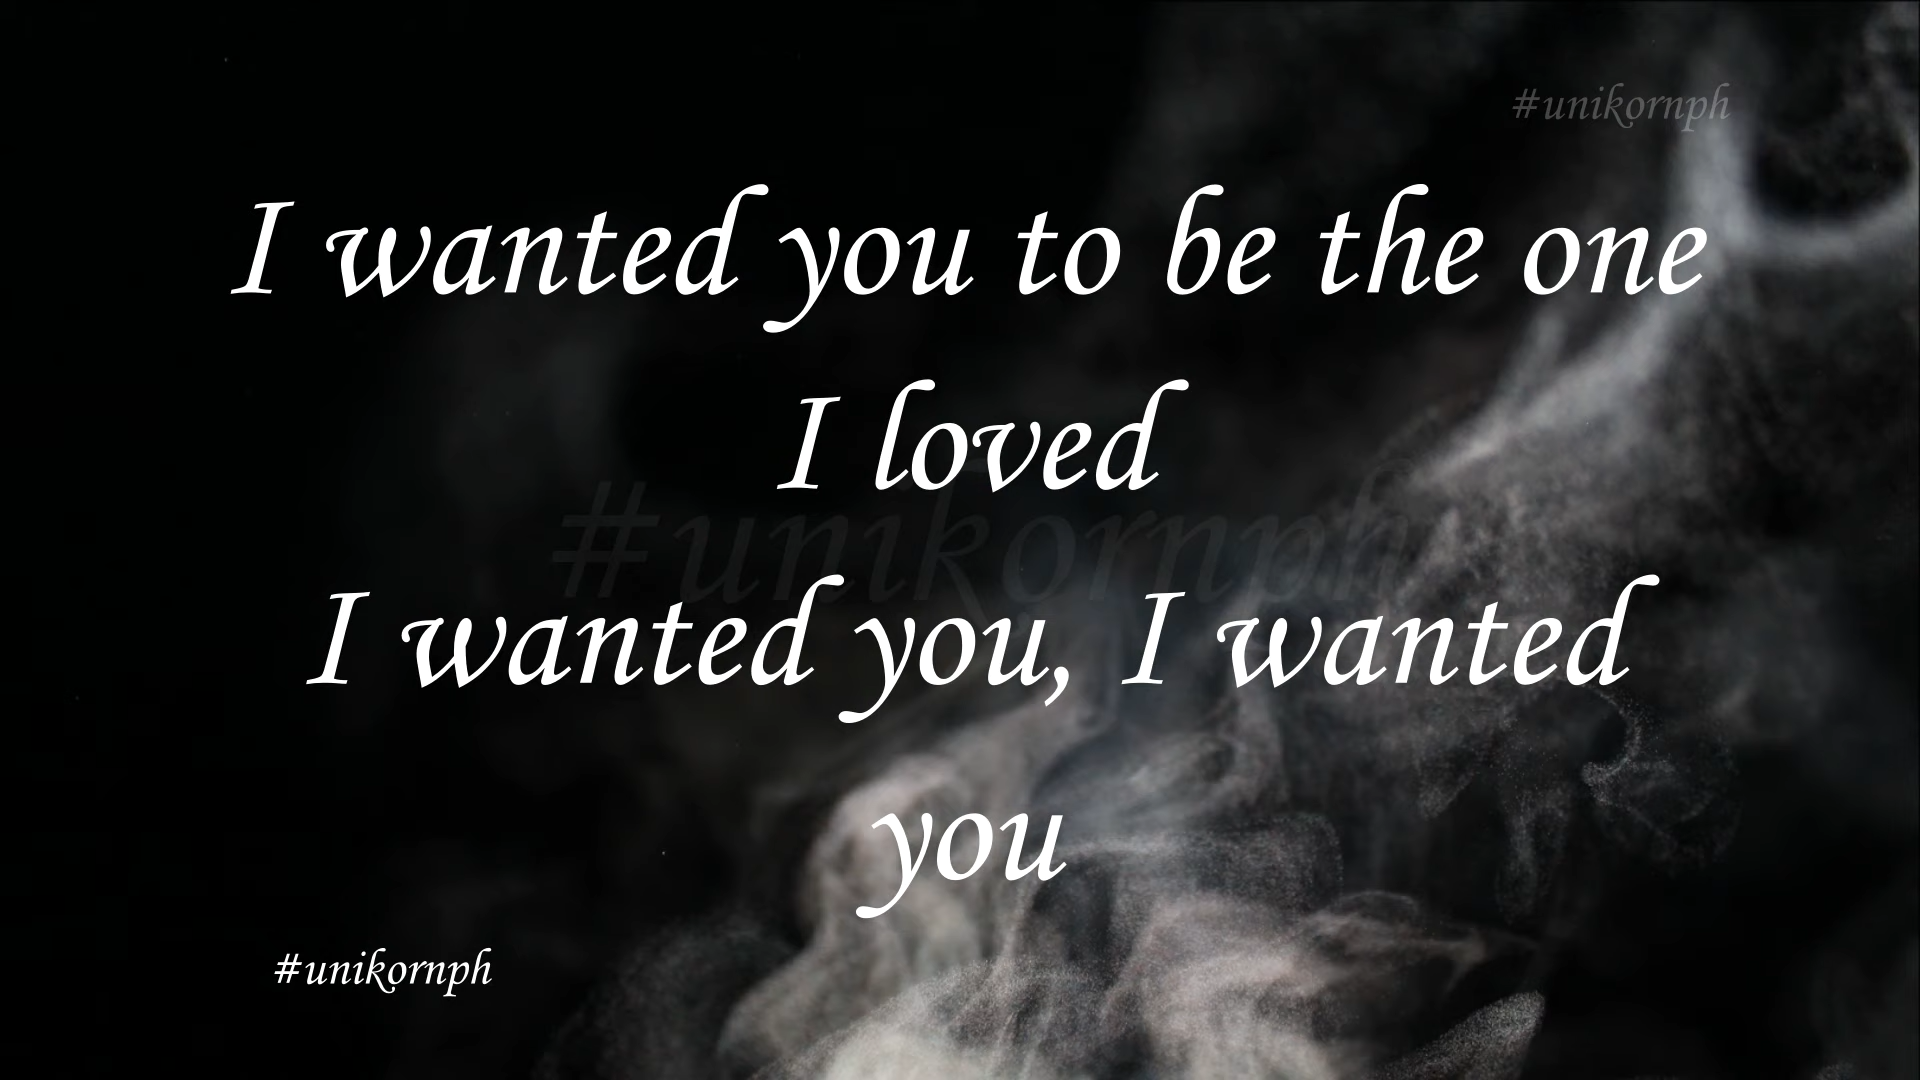 #unikornph
I wanted you to be the one
I loved
#unikornph
I wanted you, I wanted
you
#unikornph